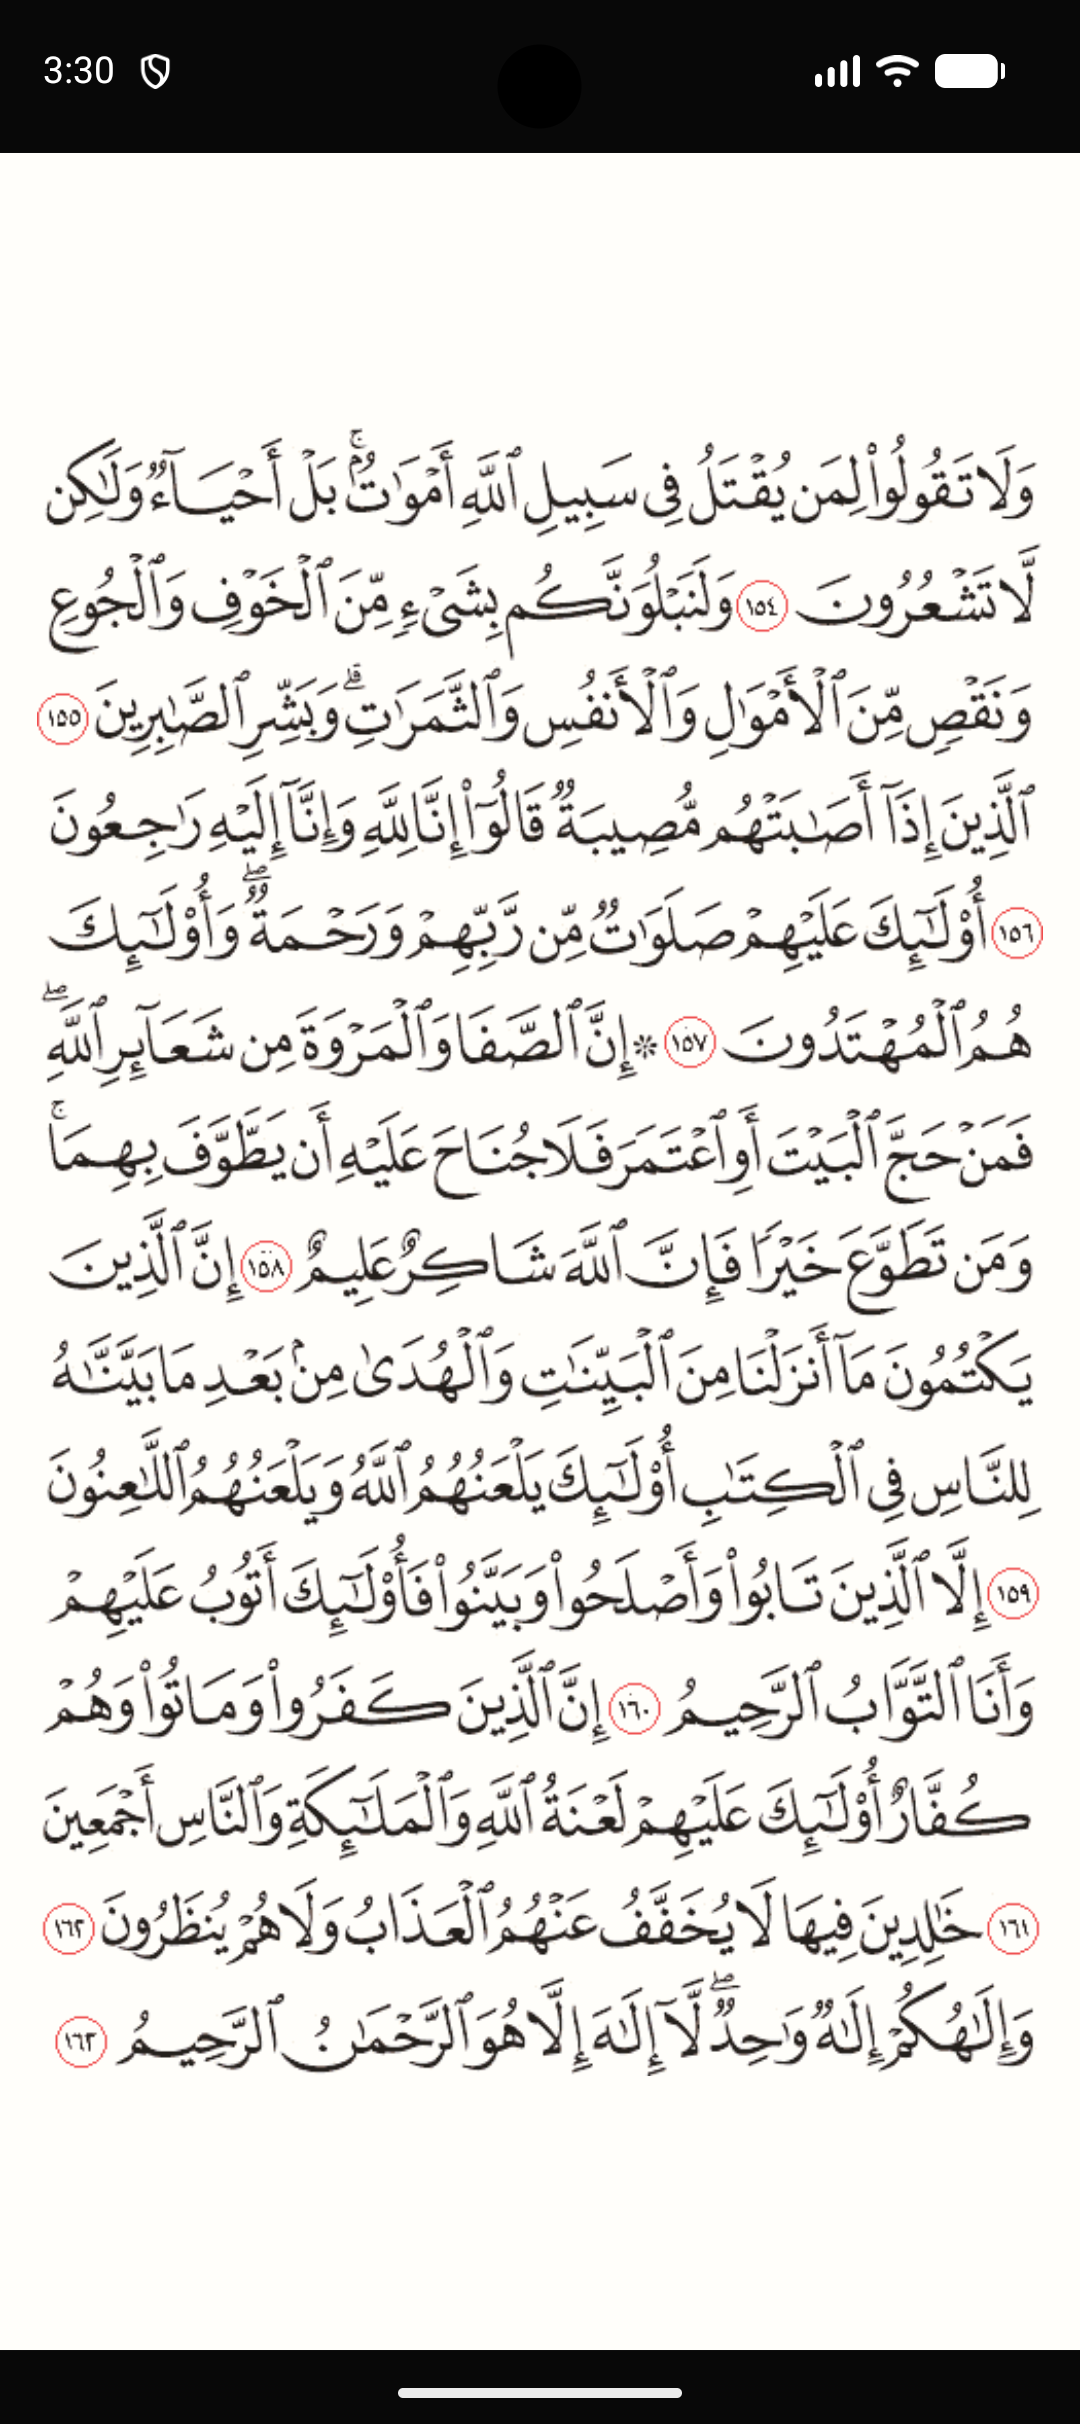 3:30
وَلَا تَقُولُوا۟ لِمَن يُقْتَلُ فِى سَبِيلِ ٱللَّهِ أَمْوَٰتٌۢ ۚ بَلْ أَحْيَآءٌ وَلَـٰكِن
لَّا تَشْعُرُونَ ١٥٤ وَلَنَبْلُوَنَّكُم بِشَىْءٍ مِّنَ ٱلْخَوْفِ وَٱلْجُوعِ
وَنَقْصٍ مِّنَ ٱلْأَمْوَٰلِ وَٱلْأَنفُسِ وَٱلثَّمَرَٰتِ ۗ وَبَشِّرِ ٱلصَّـٰبِرِينَ ١٥٥
ٱلَّذِينَ إِذَآ أَصَـٰبَتْهُم مُّصِيبَةٌ قَالُوٓا۟ إِنَّا لِلَّهِ وَإِنَّآ إِلَيْهِ رَٰجِعُونَ
١٥٦ أُو۟لَـٰٓئِكَ عَلَيْهِمْ صَلَوَٰتٌ مِّن رَّبِّهِمْ وَرَحْمَةٌ ۖ وَأُو۟لَـٰٓئِكَ
هُمُ ٱلْمُهْتَدُونَ ١٥٧ ۞ إِنَّ ٱلصَّفَا وَٱلْمَرْوَةَ مِن شَعَآئِرِ ٱللَّهِ ۖ
فَمَنْ حَجَّ ٱلْبَيْتَ أَوِ ٱعْتَمَرَ فَلَا جُنَاحَ عَلَيْهِ أَن يَطَّوَّفَ بِهِمَا ۚ
وَمَن تَطَوَّعَ خَيْرًا فَإِنَّ ٱللَّهَ شَاكِرٌ عَلِيمٌ ١٥٨ إِنَّ ٱلَّذِينَ
يَكْتُمُونَ مَآ أَنزَلْنَا مِنَ ٱلْبَيِّنَـٰتِ وَٱلْهُدَىٰ مِنۢ بَعْدِ مَا بَيَّنَّـٰهُ
لِلنَّاسِ فِى ٱلْكِتَـٰبِ أُو۟لَـٰٓئِكَ يَلْعَنُهُمُ ٱللَّهُ وَيَلْعَنُهُمُ ٱللَّـٰعِنُونَ
١٥٩ إِلَّا ٱلَّذِينَ تَابُوا۟ وَأَصْلَحُوا۟ وَبَيَّنُوا۟ فَأُو۟لَـٰٓئِكَ أَتُوبُ عَلَيْهِمْ
وَأَنَا ٱلتَّوَّابُ ٱلرَّحِيمُ ١٦٠ إِنَّ ٱلَّذِينَ كَفَرُوا۟ وَمَاتُوا۟ وَهُمْ
كُفَّارٌ أُو۟لَـٰٓئِكَ عَلَيْهِمْ لَعْنَةُ ٱللَّهِ وَٱلْمَلَـٰٓئِكَةِ وَٱلنَّاسِ أَجْمَعِينَ
١٦١ خَـٰلِدِينَ فِيهَا لَا يُخَفَّفُ عَنْهُمُ ٱلْعَذَابُ وَلَا هُمْ يُنظَرُونَ ١٦٢
وَإِلَـٰهُكُمْ إِلَـٰهٌ وَٰحِدٌ ۖ لَّآ إِلَـٰهَ إِلَّا هُوَ ٱلرَّحْمَـٰنُ ٱلرَّحِيمُ ١٦٣